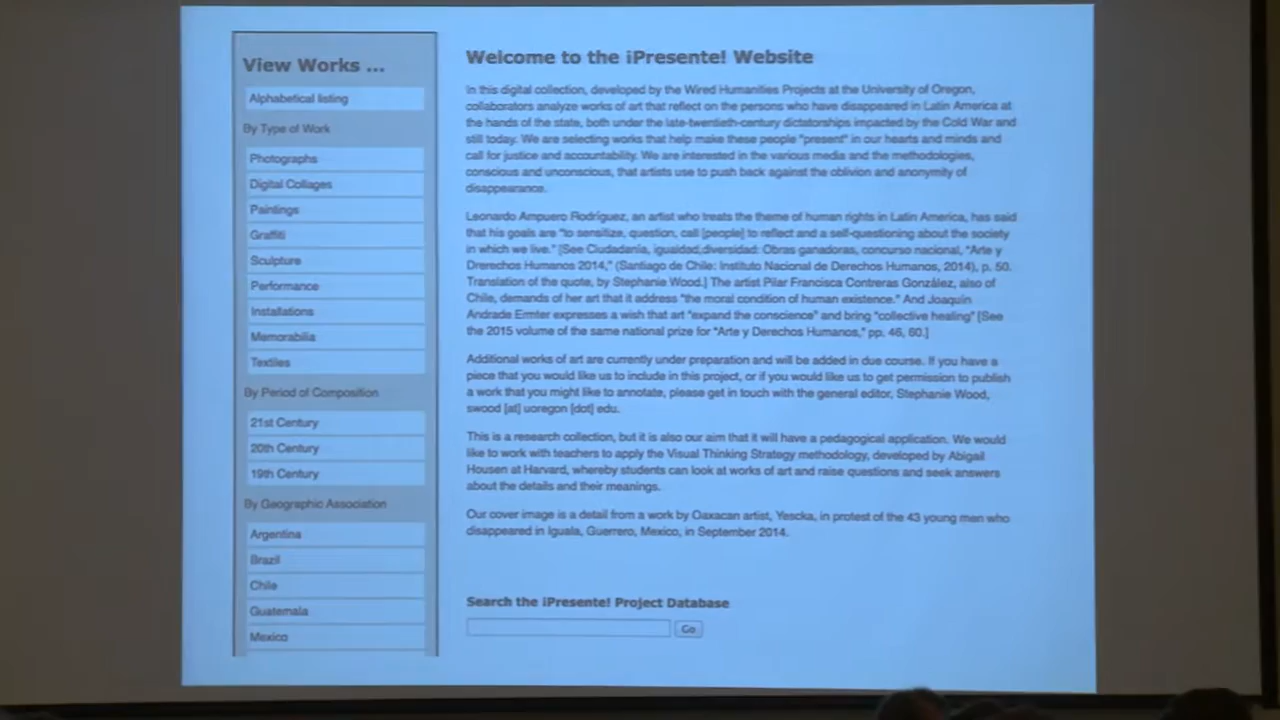 View Works ...
Alphabetical listing
By Type of Work
Photographs
Digital Collages
Paintings
Graffiti
Sculpture
Performance
Installations
Memorabilia
Textiles
By Period of Composition
21st Century
20th Century
19th Century
By Geographic Association
Argentina
Brazil
Chile
Guatemala
Mexico
Welcome to the iPresente! Website
In this digital collection, developed by the Wired Humanities Projects at the University of Oregon,
collaborators analyze works of art that reflect on the persons who have disappeared in Latin America at
the hands of the state, both under the late-twentieth-century dictatorships impacted by the Cold War and
still today. We are selecting works that help make these people "present" in our hearts and minds and
call for justice and accountability. We are interested in the various media and the methodologies,
conscious and unconscious, that artists use to push back against the oblivion and anonymity of
disappearance.
Leonardo Ampuero Rodríguez, an artist who treats the theme of human rights in Latin America, has said
that his goals are "to sensitize, question, call [people] to reflect and a self-questioning about the society
in which we live." [See Ciudadanía, igualdad,diversidad: Obras ganadoras, concurso nacional, "Arte y
Drerechos Humanos 2014," (Santiago de Chile: Instituto Nacional de Derechos Humanos, 2014), p. 50.
Translation of the quote, by Stephanie Wood.] The artist Pilar Francisca Contreras González, also of
Chile, demands of her art that it address "the moral condition of human existence." And Joaquín
Andrade Ermter expresses a wish that art "expand the conscience" and bring "collective healing" [See
the 2015 volume of the same national prize for "Arte y Derechos Humanos," pp. 46, 60.]
Additional works of art are currently under preparation and will be added in due course. If you have a
piece that you would like us to include in this project, or if you would like us to get permission to publish
a work that you might like to annotate, please get in touch with the general editor, Stephanie Wood,
swood [at] uoregon [dot] edu.
This is a research collection, but it is also our aim that it will have a pedagogical application. We would
like to work with teachers to apply the Visual Thinking Strategy methodology, developed by Abigail
Housen at Harvard, whereby students can look at works of art and raise questions and seek answers
about the details and their meanings.
Our cover image is a detail from a work by Oaxacan artist, Yescka, in protest of the 43 young men who
disappeared in Iguala, Guerrero, Mexico, in September 2014.
Search the iPresente! Project Database
Go